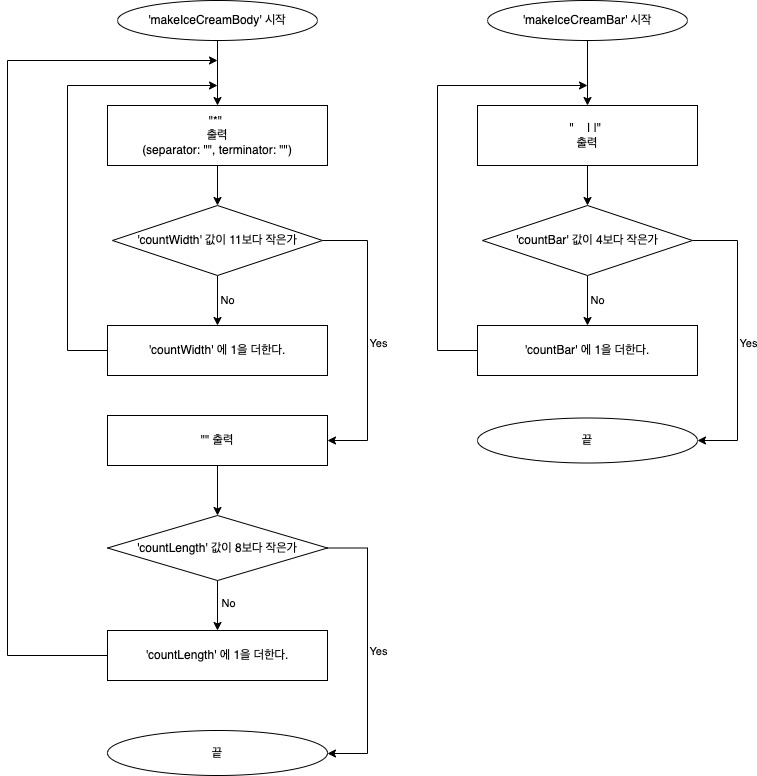 'makeIceCreamBody' 시작
"*"
출력
(separator: "", terminator: "")
'countWidth' 값이 11보다 작은가
No
Yes
'countWidth' 에 1을 더한다.
"" 출력
'countLength' 값이 8보다 작은가
No
Yes
'countLength' 에 1을 더한다.
끝
'makeIceCreamBar' 시작
"    | |"
출력
'countBar' 값이 4보다 작은가
No
Yes
'countBar' 에 1을 더한다.
끝